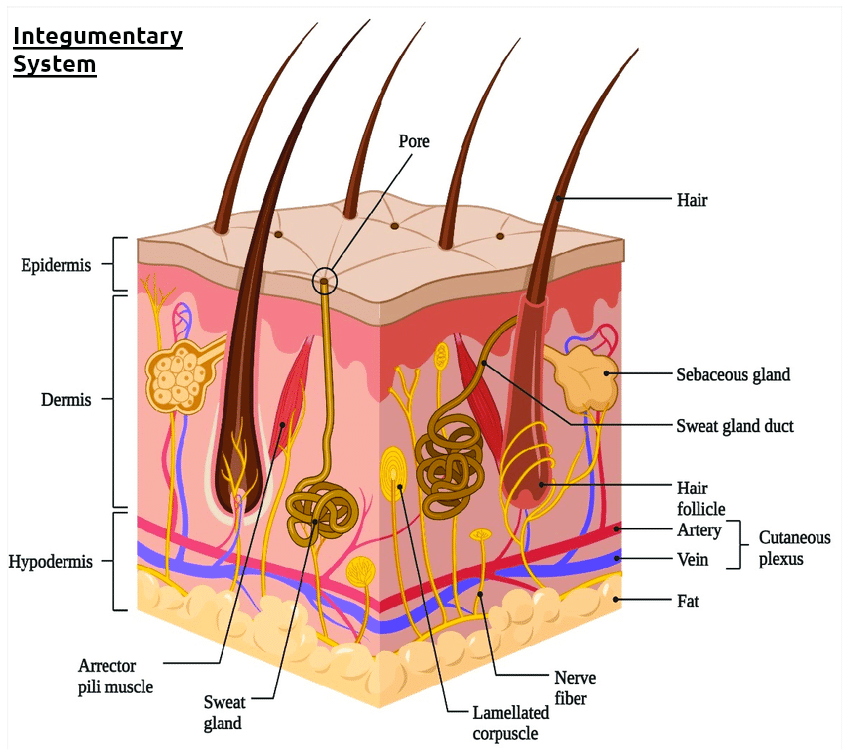 Integumentary
System
Pore
Hair
Epidermis
Sebaceous gland
Dermis
Sweat gland duct
Hair
follicle
Artery
Vein
Cutaneous
plexus
Hypodermis
Fat
Arrector
pili muscle
Nerve
fiber
Sweat
gland
Lamellated
corpuscle